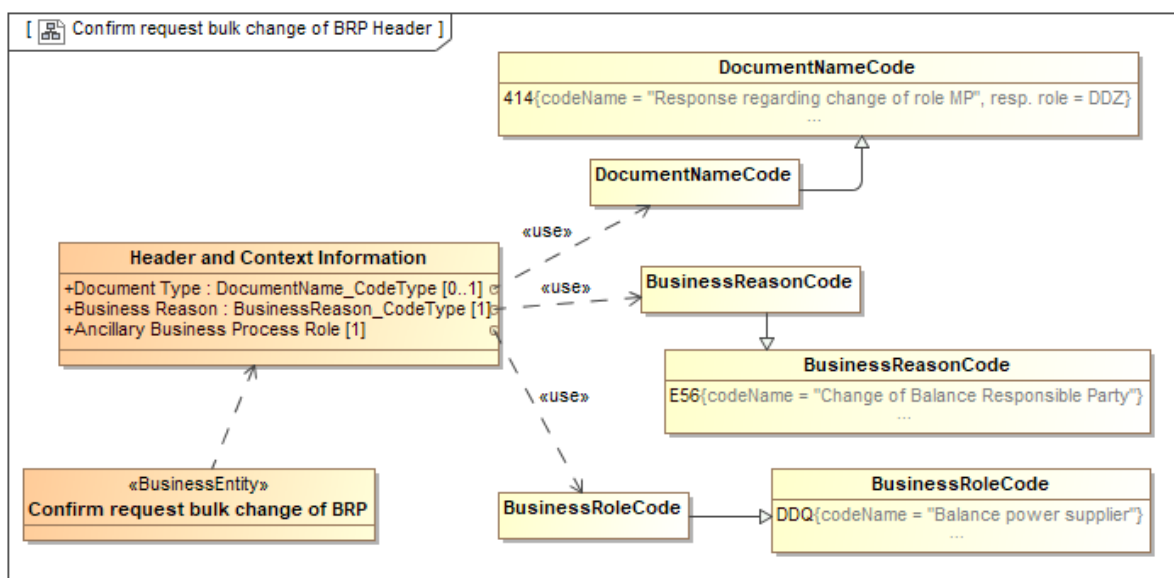 [ Confirm request bulk change of BRP Header ]
DocumentNameCode
414{codeName = "Response regarding change of role MP", resp. role = DDZ}
...
DocumentNameCode
«use»
Header and Context Information
+Document Type : DocumentName_CodeType [0..1]
+Business Reason : BusinessReason_CodeType [1]
+Ancillary Business Process Role [1]
«use»
BusinessReasonCode
BusinessReasonCode
E56{codeName = "Change of Balance Responsible Party"}
...
«use»
«BusinessEntity»
Confirm request bulk change of BRP
BusinessRoleCode
BusinessRoleCode
DDQ{codeName = "Balance power supplier"}
...